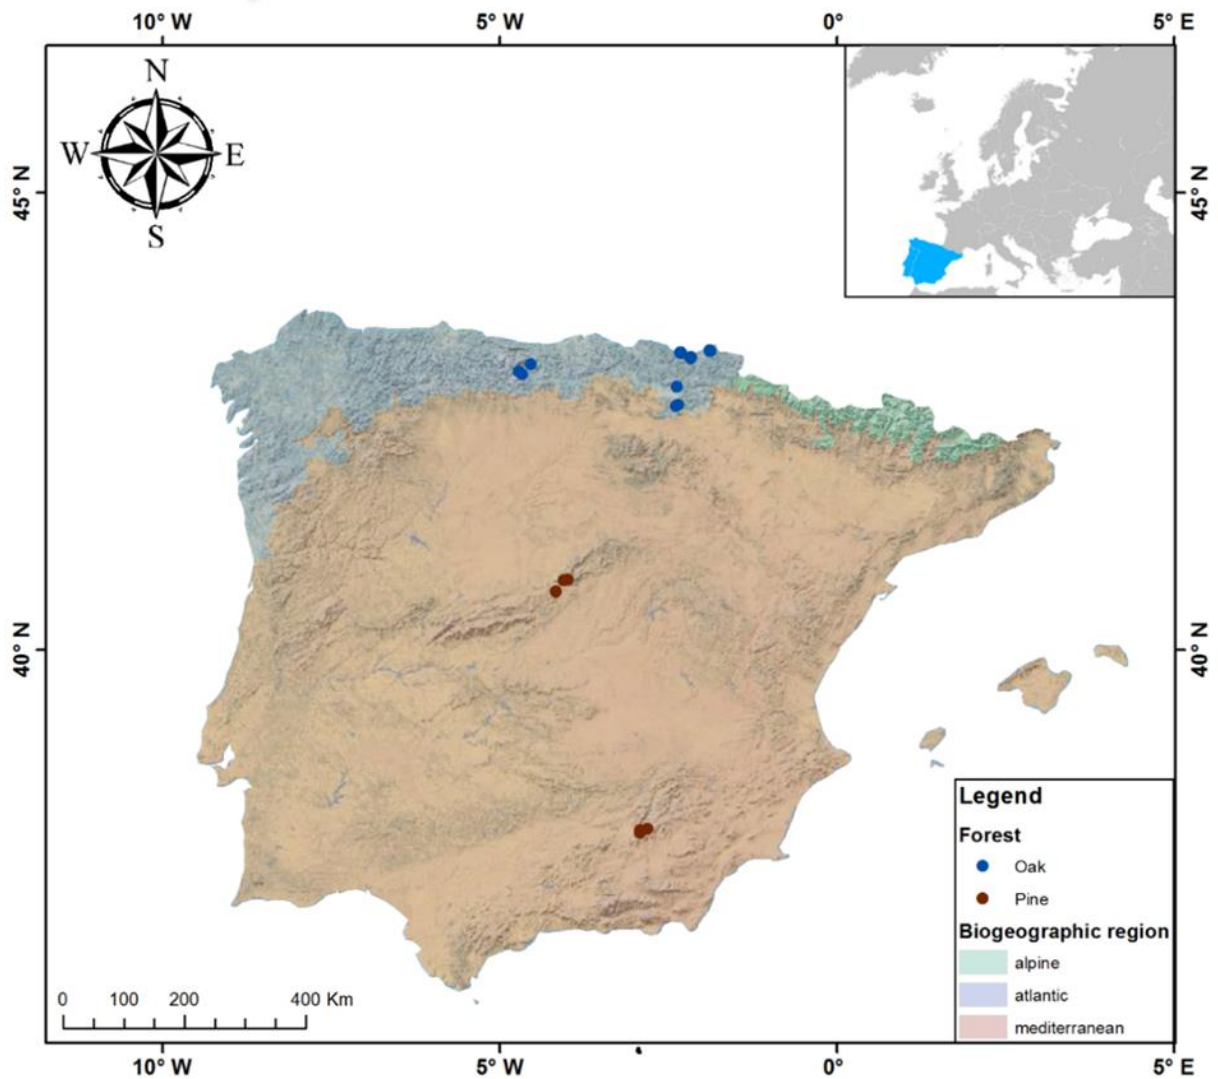 10° W 5° W 0° 5° E
N
W E
S
45° N 45° N
40° N 40° N
Legend
Forest
Oak
Pine
Biogeographic region
alpine
atlantic
mediterranean
0 100 200 400 Km
10° W 5° W 0° 5° E